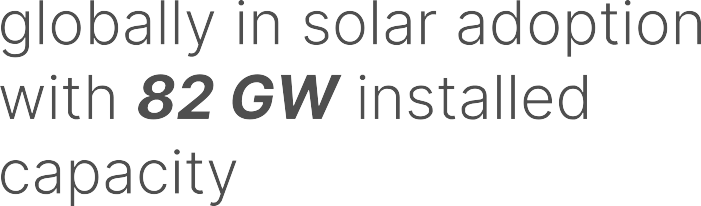 globally in solar adoption
with 82 GW installed
capacity